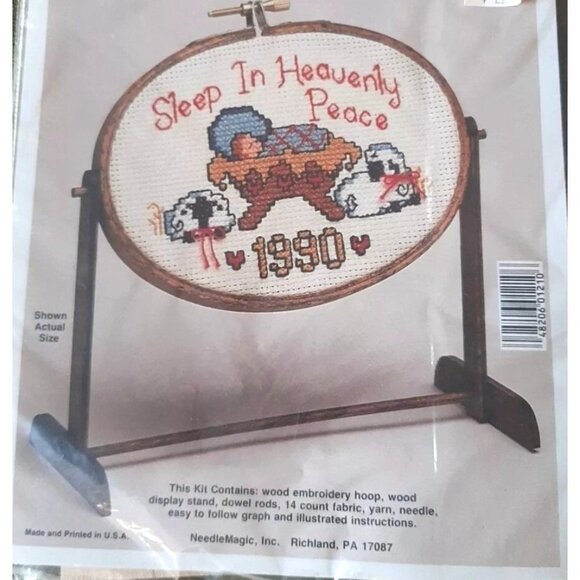 Sleep In Heavenly
Peace
1990
Shown
Actual
Size
48206 01210
This Kit Contains: wood embroidery hoop, wood
display stand, dowel rods, 14 count fabric, yarn, needle,
easy to follow graph and illustrated instructions.
Made and Printed in U.S.A.
NeedleMagic, Inc. Richland, PA 17087